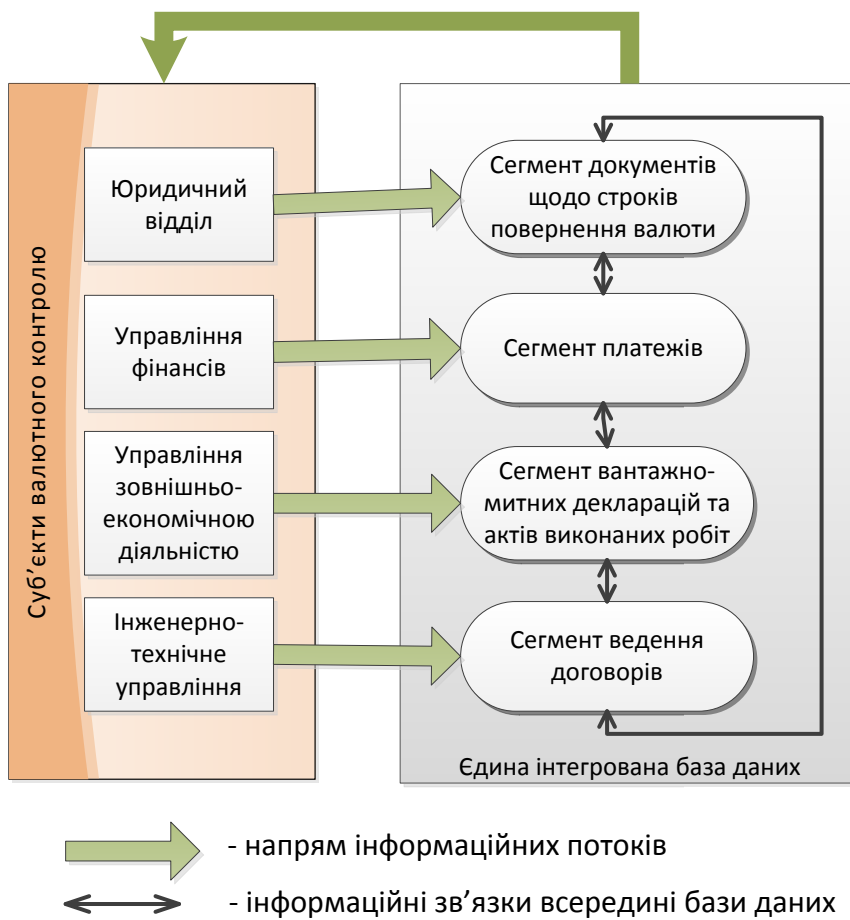 Суб’єкти валютного контролю
Юридичний
відділ
Управління
фінансів
Управління
зовнішньо-
економічною
діяльністю
Інженерно-
технічне
управління
Сегмент документів
щодо строків
повернення валюти
Сегмент платежів
Сегмент вантажно-
митних декларацій та
актів виконаних робіт
Сегмент ведення
договорів
Єдина інтегрована база даних
- напрям інформаційних потоків
- інформаційні зв’язки всередині бази даних